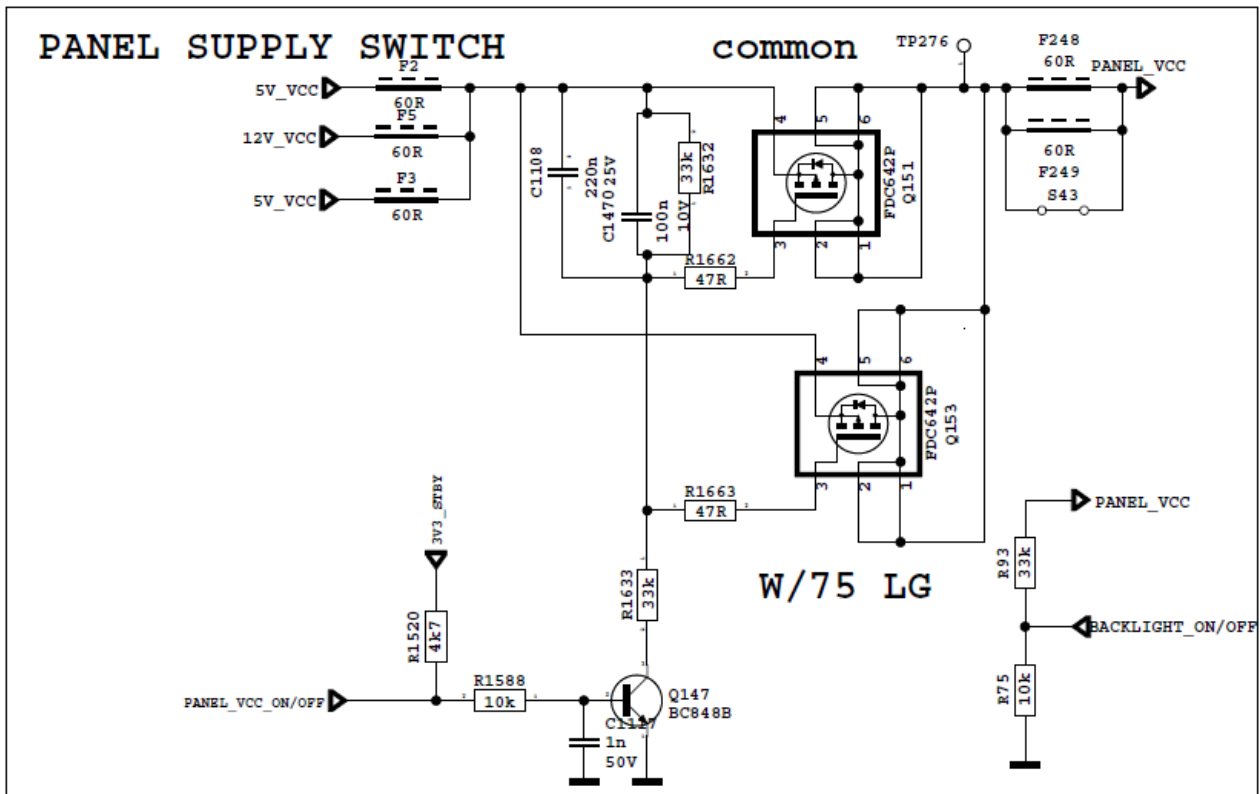 PANEL SUPPLY SWITCH
common
TP276
F248
60R
PANEL_VCC
60R
F249
S43
F2
5V_VCC
60R
F5
12V_VCC
60R
F3
5V_VCC
60R
C1108
220n
25V
C1470
100n
10V
33k
R1632
4
5
6
FDC642P
Q151
3
2
1
R1662
47R
4
5
6
FDC642P
Q153
3
2
1
R1663
47R
W/75 LG
3V3_STBY
R1520
4k7
R1633
33k
PANEL_VCC_ON/OFF
R1588
10k
Q147
BC848B
C1117
1n
50V
PANEL_VCC
R93
33k
BACKLIGHT_ON/OFF
R75
10k